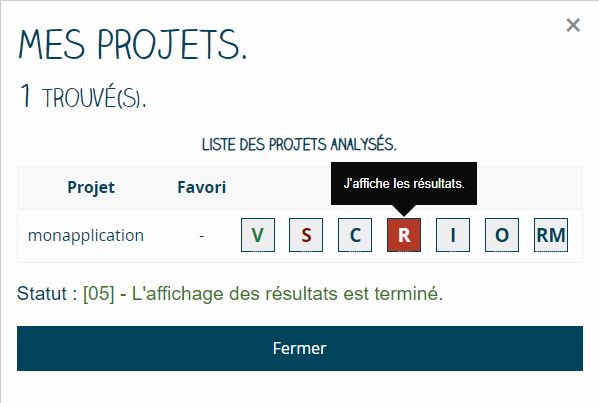 ×
MES PROJETS.
1 TROUVÉ(S).
LISTE DES PROJETS ANALYSÉS.
J'affiche les résultats.
Projet Favori
monapplication - V S C R I O RM
Statut : [05] - L'affichage des résultats est terminé.
Fermer